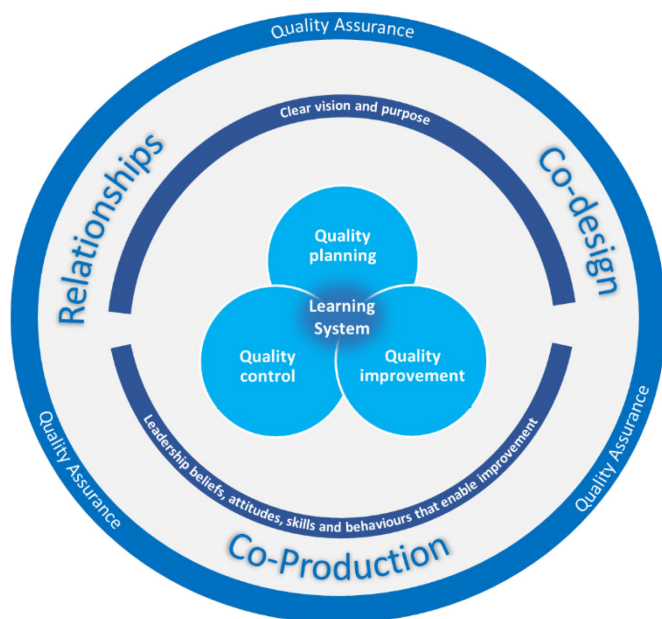 Quality Assurance
Clear vision and purpose
Relationships
Co-design
Quality
planning
Learning
System
Quality
control
Quality
improvement
Leadership beliefs, attitudes, skills and behaviours that enable improvement
Quality Assurance
Quality Assurance
Co-Production